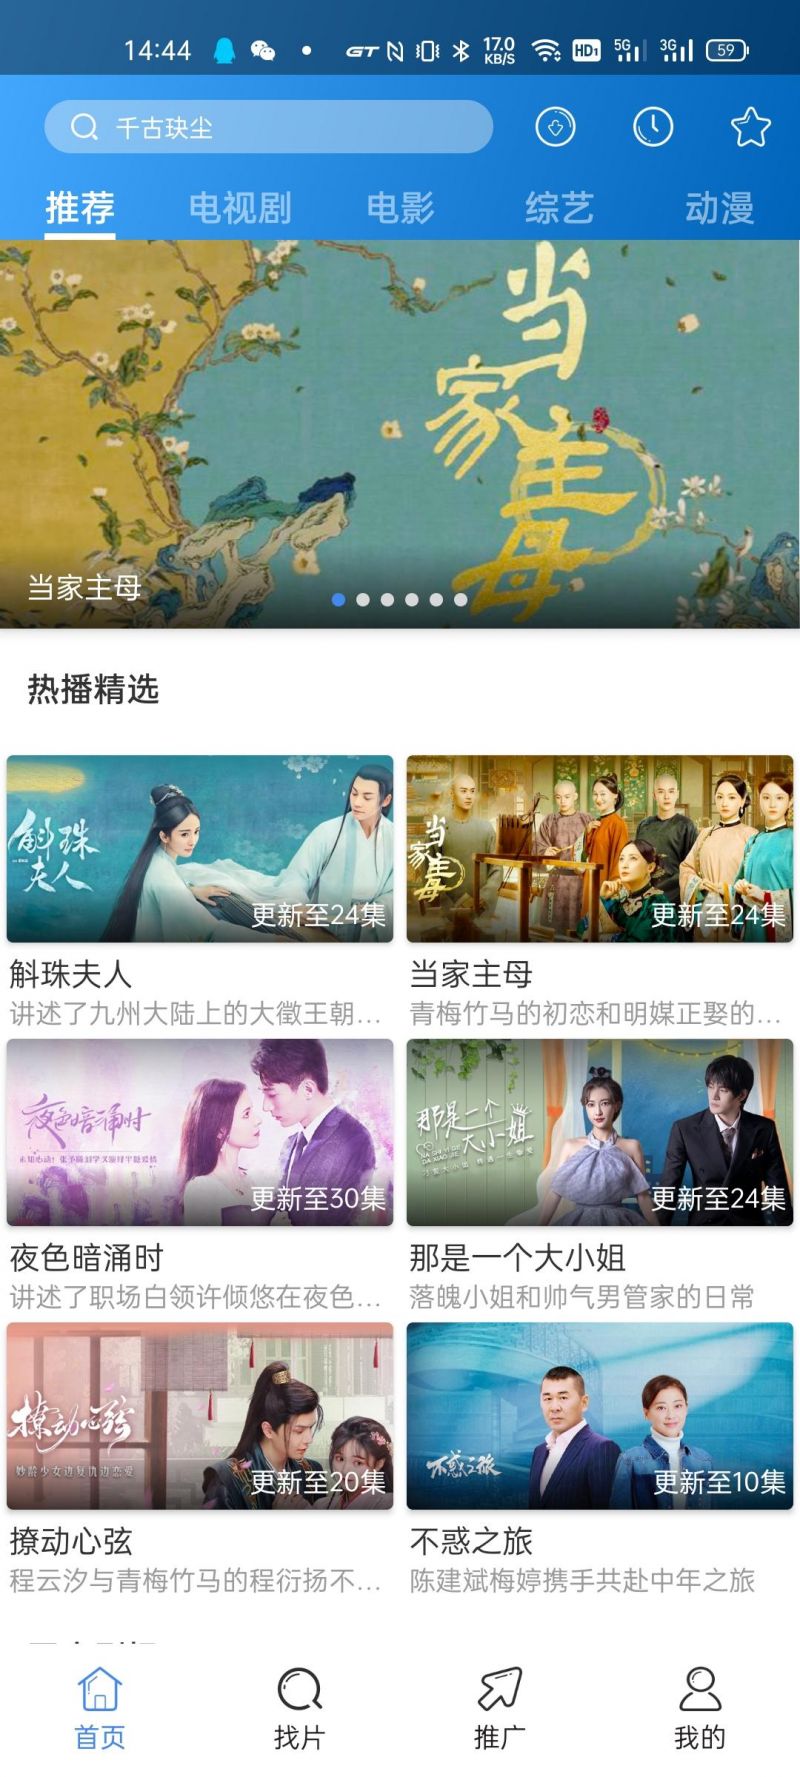 14:44
GT
17.0
KB/S
HD1
5G
3G
59
千古玦尘
推荐 电视剧 电影 综艺 动漫
当家主母
当家主母
热播精选
斛珠夫人
更新至24集
当家主母
更新至24集
斛珠夫人
当家主母
讲述了九州大陆上的大徵王朝…
青梅竹马的初恋和明媒正娶的…
夜色暗涌时
更新至30集
那是一个大小姐
NA SHI YI GE
DA XIAO JIE
更新至24集
夜色暗涌时
那是一个大小姐
讲述了职场白领许倾悠在夜色…
落魄小姐和帅气男管家的日常
撩动心弦
妙龄少女边复仇边恋爱
更新至20集
不惑之旅
更新至10集
撩动心弦
不惑之旅
程云汐与青梅竹马的程衍扬不…
陈建斌梅婷携手共赴中年之旅
首页 找片 推广 我的